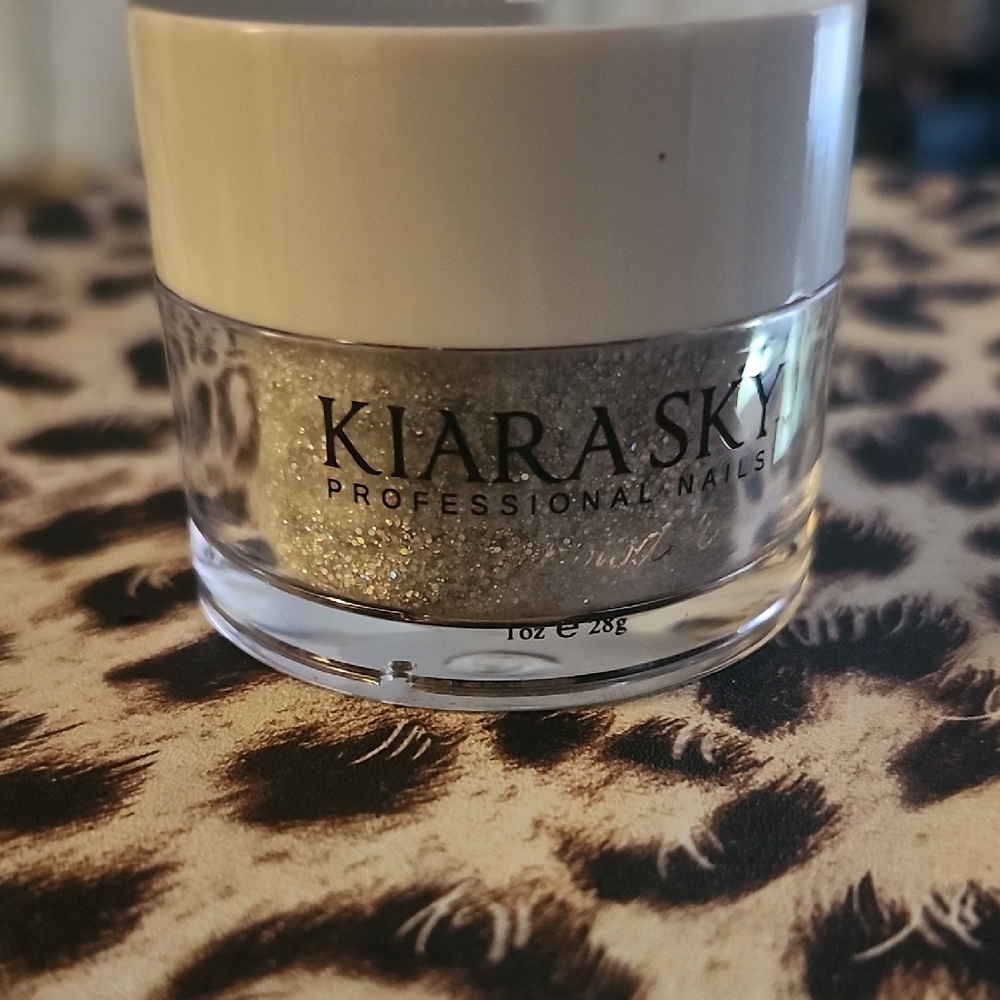 KIARA SKY
PROFESSIONAL NAILS
1oz e 28g